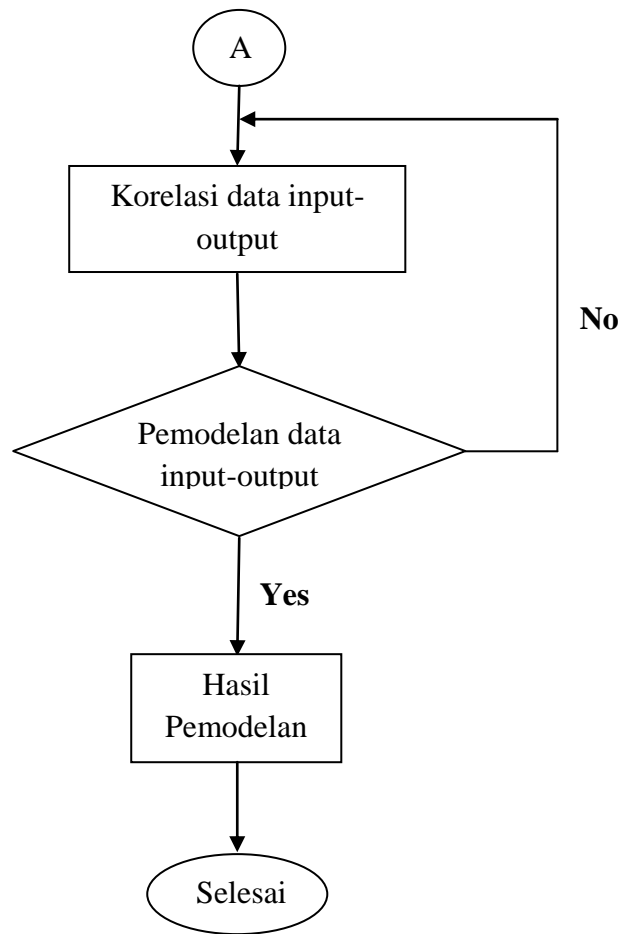 A
Korelasi data input-
output
No
Pemodelan data
input-output
Yes
Hasil
Pemodelan
Selesai